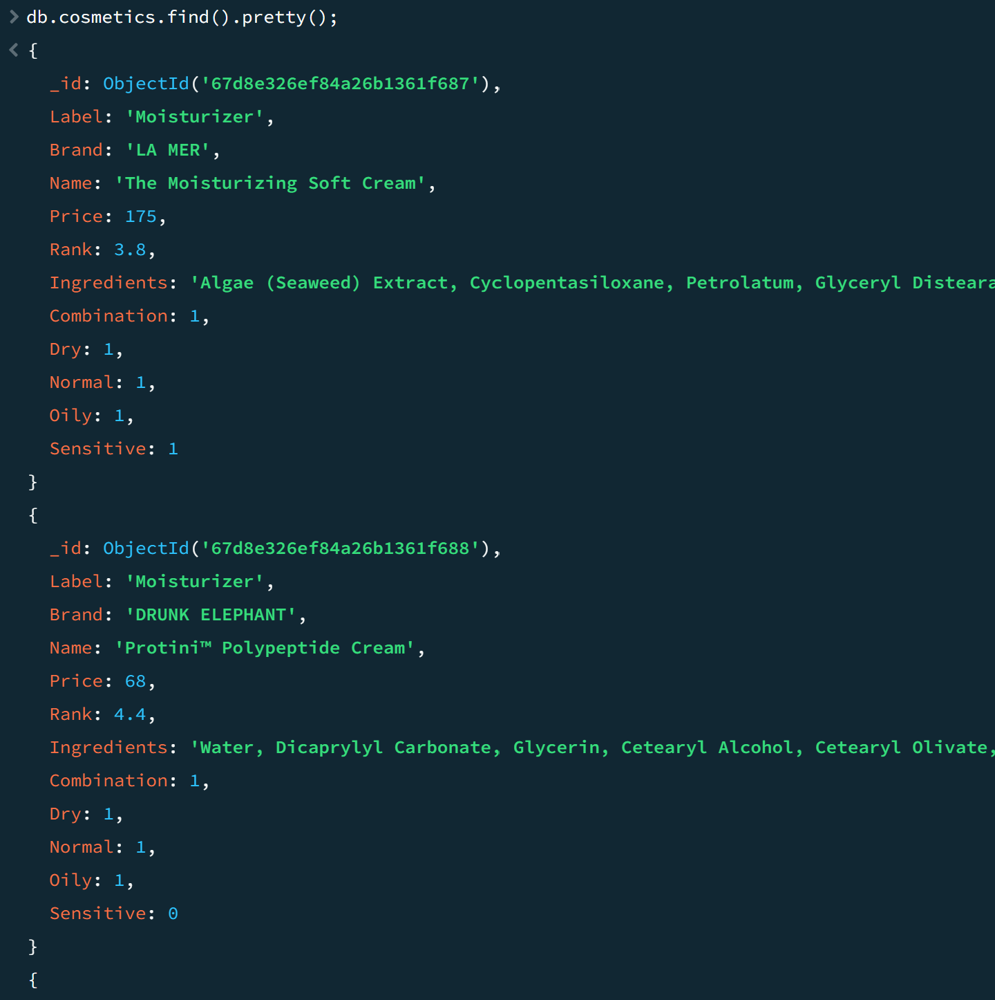 db.cosmetics.find().pretty();
{
_id: ObjectId('67d8e326ef84a26b1361f687'),
Label: 'Moisturizer',
Brand: 'LA MER',
Name: 'The Moisturizing Soft Cream',
Price: 175,
Rank: 3.8,
Ingredients: 'Algae (Seaweed) Extract, Cyclopentasiloxane, Petrolatum, Glyceryl Disteara
Combination: 1,
Dry: 1,
Normal: 1,
Oily: 1,
Sensitive: 1
}
{
_id: ObjectId('67d8e326ef84a26b1361f688'),
Label: 'Moisturizer',
Brand: 'DRUNK ELEPHANT',
Name: 'Protini™ Polypeptide Cream',
Price: 68,
Rank: 4.4,
Ingredients: 'Water, Dicaprylyl Carbonate, Glycerin, Cetearyl Alcohol, Cetearyl Olivate,
Combination: 1,
Dry: 1,
Normal: 1,
Oily: 1,
Sensitive: 0
}
{